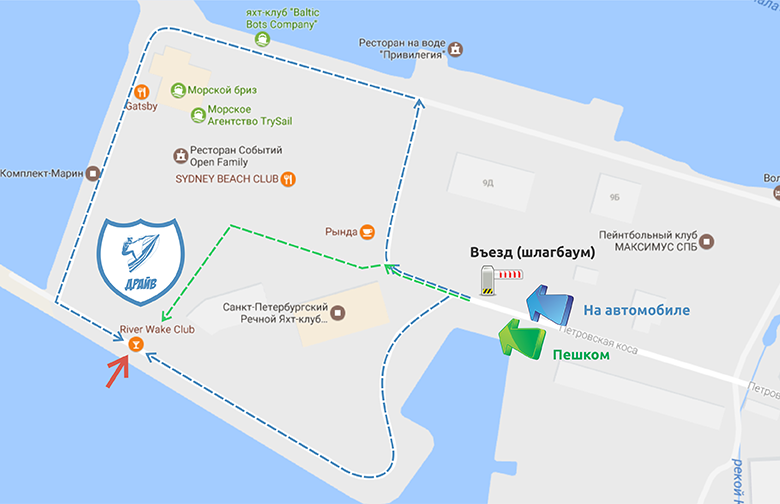 яхт-клуб "Baltic
Bots Company"
Ресторан на воде
"Привилегия"
Gatsby
Морской бриз
Морское
Агентство TrySail
Ресторан Событий
Open Family
SYDNEY BEACH CLUB
Комплект-Марин
9Д
9Б
Вол
Рында
Пейнтбольный клуб
МАКСИМУС СПБ
Въезд (шлагбаум)
ДРАЙВ
Санкт-Петербургский
Речной Яхт-клуб...
На автомобиле
River Wake Club
Петровская коса
Пешком
Петров
рекой Н